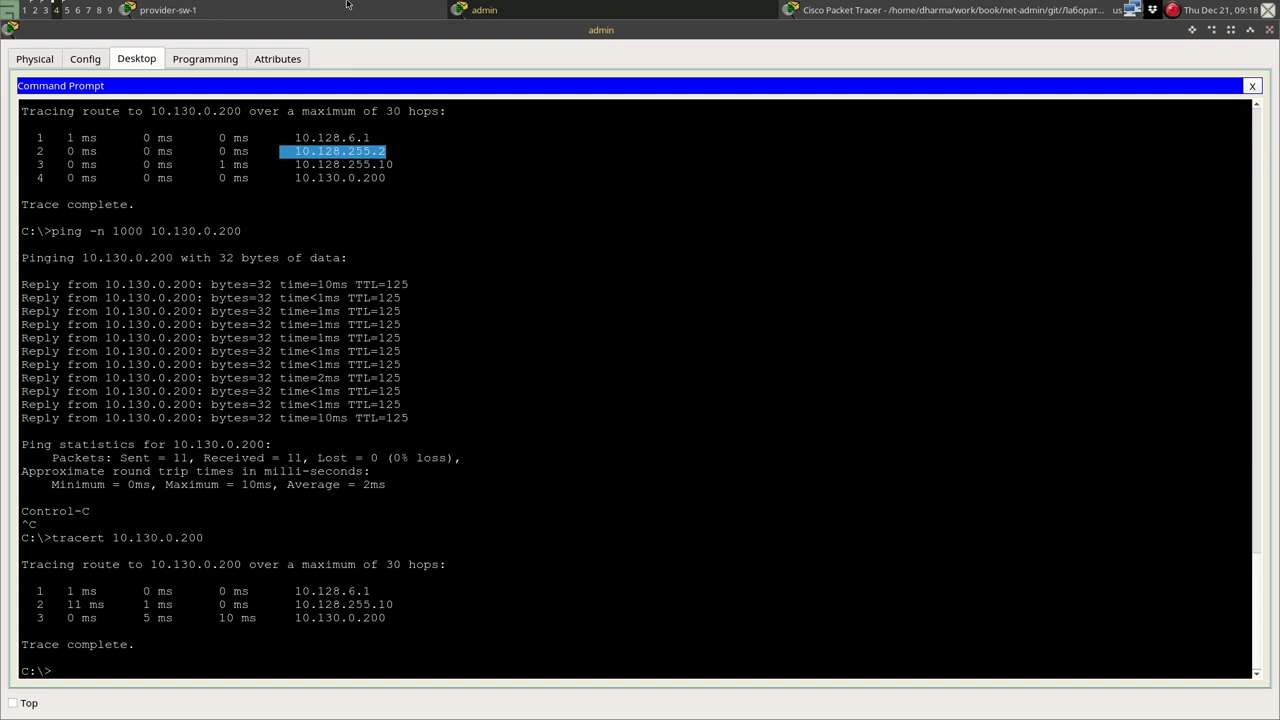 1 2 3 4 5 6 7 8 9 provider-sw-1 admin Cisco Packet Tracer - /home/dharma/work/book/net-admin/git/Лаборат... us Thu Dec 21, 09:18
admin
Physical Config Desktop Programming Attributes
Command Prompt X
Tracing route to 10.130.0.200 over a maximum of 30 hops:
1 1 ms 0 ms 0 ms 10.128.6.1
2 0 ms 0 ms 0 ms 10.128.255.2
3 0 ms 0 ms 1 ms 10.128.255.10
4 0 ms 0 ms 0 ms 10.130.0.200
Trace complete.
C:\>ping -n 1000 10.130.0.200
Pinging 10.130.0.200 with 32 bytes of data:
Reply from 10.130.0.200: bytes=32 time=10ms TTL=125
Reply from 10.130.0.200: bytes=32 time<1ms TTL=125
Reply from 10.130.0.200: bytes=32 time=1ms TTL=125
Reply from 10.130.0.200: bytes=32 time=1ms TTL=125
Reply from 10.130.0.200: bytes=32 time=1ms TTL=125
Reply from 10.130.0.200: bytes=32 time<1ms TTL=125
Reply from 10.130.0.200: bytes=32 time<1ms TTL=125
Reply from 10.130.0.200: bytes=32 time=2ms TTL=125
Reply from 10.130.0.200: bytes=32 time<1ms TTL=125
Reply from 10.130.0.200: bytes=32 time<1ms TTL=125
Reply from 10.130.0.200: bytes=32 time=10ms TTL=125
Ping statistics for 10.130.0.200:
Packets: Sent = 11, Received = 11, Lost = 0 (0% loss),
Approximate round trip times in milli-seconds:
Minimum = 0ms, Maximum = 10ms, Average = 2ms
Control-C
^C
C:\>tracert 10.130.0.200
Tracing route to 10.130.0.200 over a maximum of 30 hops:
1 1 ms 0 ms 0 ms 10.128.6.1
2 11 ms 1 ms 0 ms 10.128.255.10
3 0 ms 5 ms 10 ms 10.130.0.200
Trace complete.
C:\>
Top